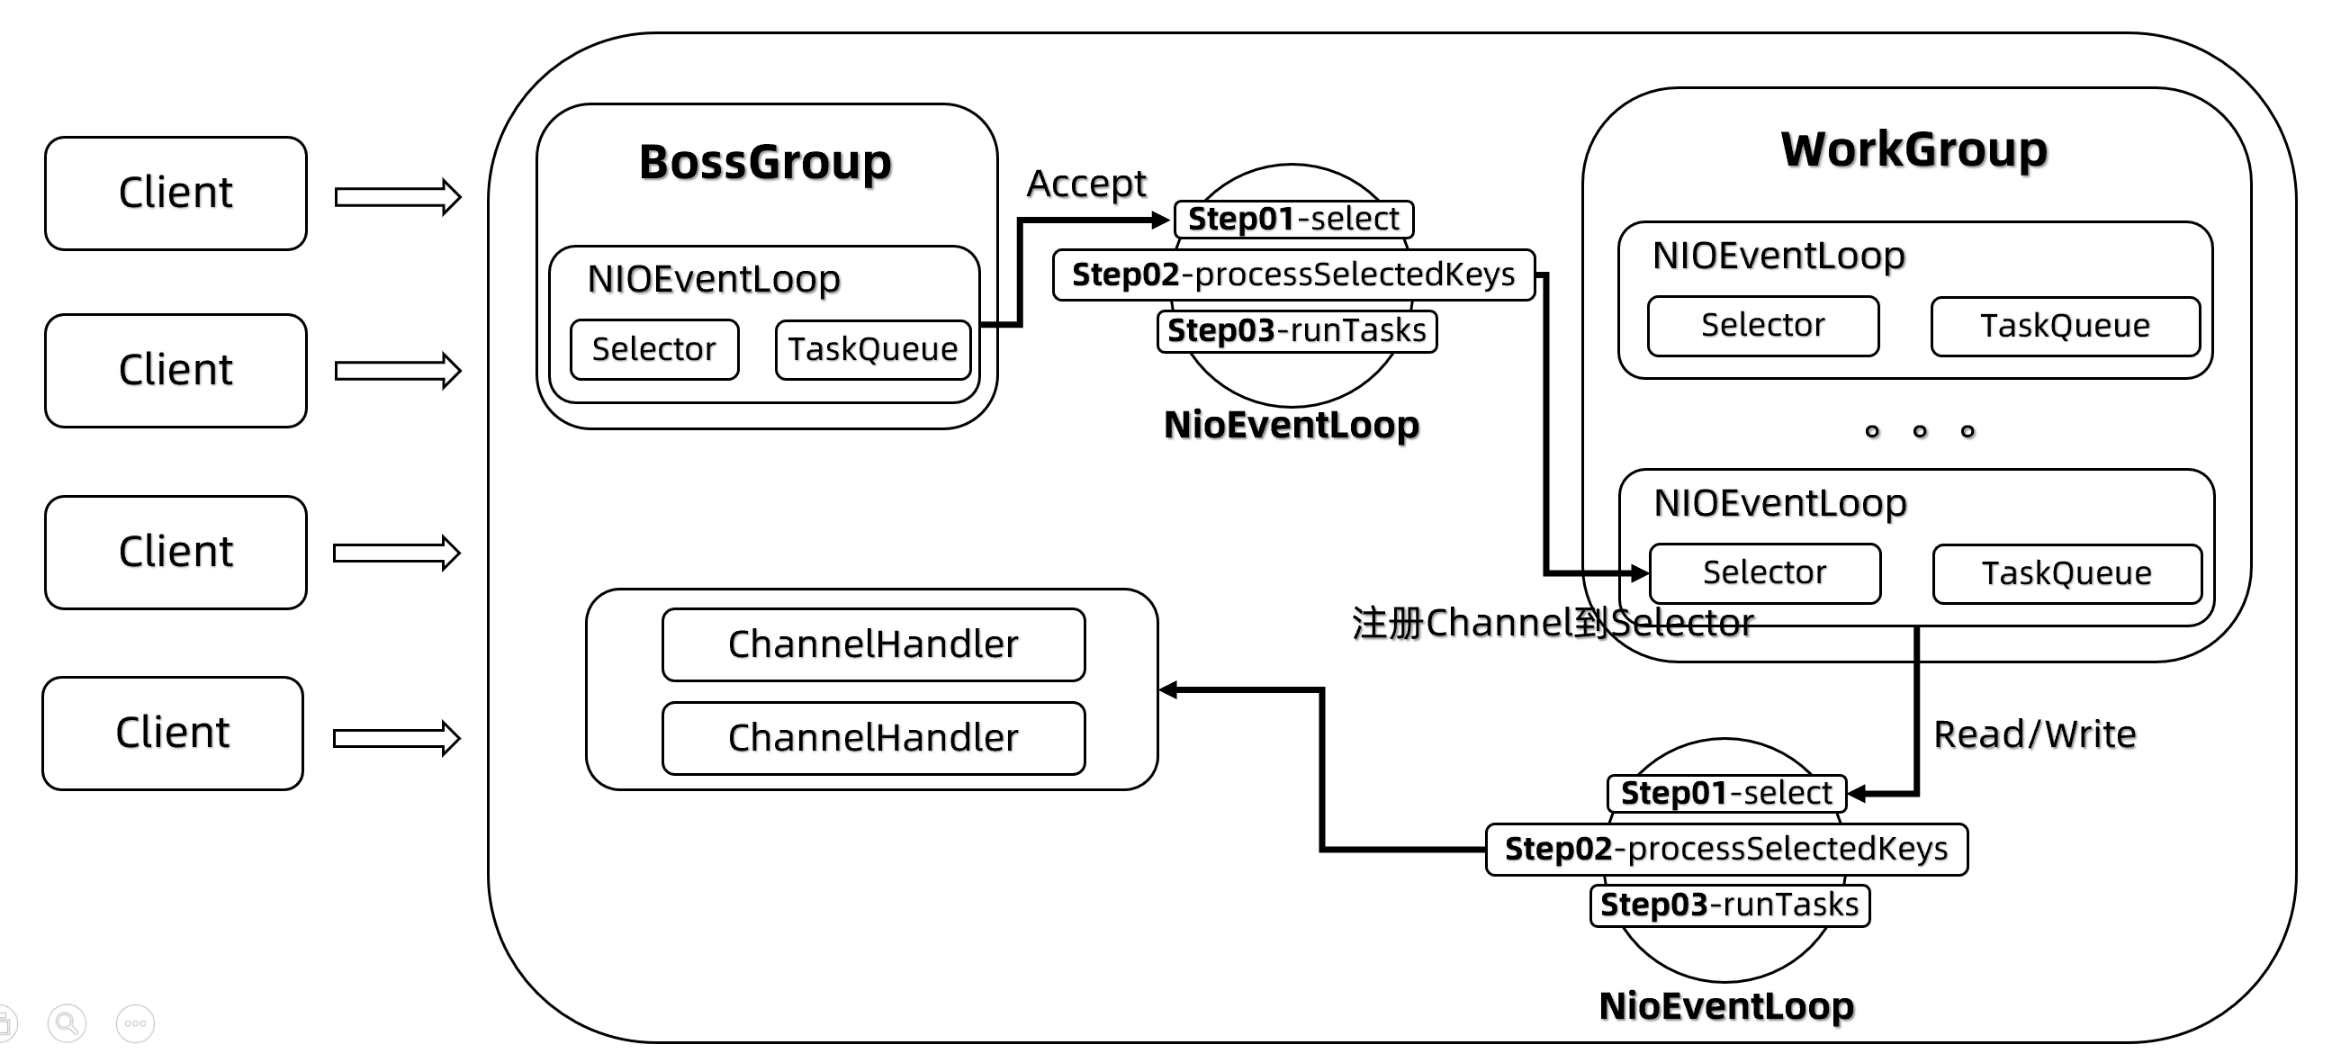 Client
Client
Client
Client
BossGroup
NIOEventLoop
Selector
TaskQueue
Accept
Step01-select
Step02-processSelectedKeys
Step03-runTasks
NioEventLoop
WorkGroup
NIOEventLoop
Selector
TaskQueue
。。。
NIOEventLoop
Selector
TaskQueue
注册Channel到Selector
Read/Write
Step01-select
Step02-processSelectedKeys
Step03-runTasks
NioEventLoop
ChannelHandler
ChannelHandler